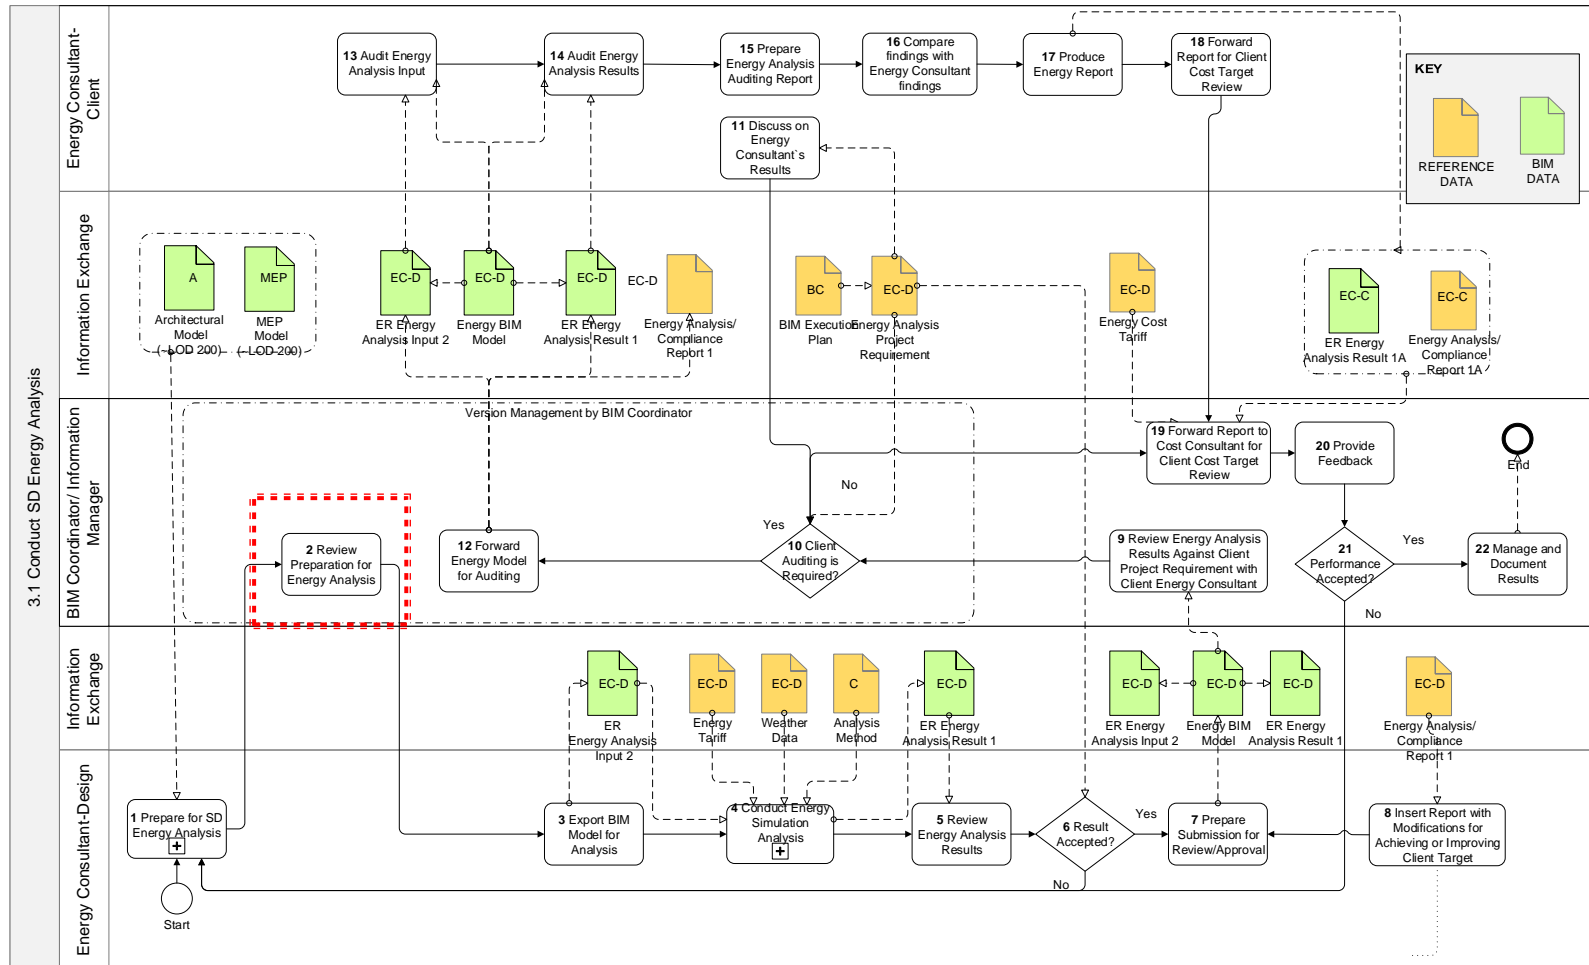 3.1 Conduct SD Energy Analysis
Energy Consultant-
Client
13 Audit Energy
Analysis Input
14 Audit Energy
Analysis Results
15 Prepare
Energy Analysis
Auditing Report
16 Compare
findings with
Energy Consultant
findings
17 Produce
Energy Report
18 Forward
Report for Client
Cost Target
Review
11 Discuss on
Energy
Consultant`s
Results
KEY
REFERENCE
DATA
BIM
DATA
Information Exchange
A
Architectural
Model
(~LOD 200)
MEP
MEP
Model
(~LOD 200)
EC-D
ER Energy
Analysis Input 2
EC-D
Energy BIM
Model
EC-D
ER Energy
Analysis Result 1
EC-D
Energy Analysis/
Compliance
Report 1
BC
BIM Execution
Plan
EC-D
Energy Analysis
Project
Requirement
EC-D
Energy Cost
Tariff
EC-C
ER Energy
Analysis Result 1A
EC-C
Energy Analysis/
Compliance
Report 1A
BIM Coordinator/ Information
Manager
Version Management by BIM Coordinator
2 Review
Preparation for
Energy Analysis
12 Forward
Energy Model
for Auditing
Yes
No
10 Client
Auditing is
Required?
9 Review Energy Analysis
Results Against Client
Project Requirement with
Client Energy Consultant
19 Forward Report to
Cost Consultant for
Client Cost Target
Review
20 Provide
Feedback
21
Performance
Accepted?
Yes
No
22 Manage and
Document
Results
End
Information
Exchange
EC-D
ER
Energy Analysis
Input 2
EC-D
Energy
Tariff
EC-D
Weather
Data
C
Analysis
Method
EC-D
ER Energy
Analysis Result 1
EC-D
ER Energy
Analysis Input 2
EC-D
Energy BIM
Model
EC-D
ER Energy
Analysis Result 1
EC-D
Energy Analysis/
Compliance
Report 1
Energy Consultant-Design
1 Prepare for SD
Energy Analysis
Start
3 Export BIM
Model for
Analysis
4 Conduct Energy
Simulation
Analysis
5 Review
Energy Analysis
Results
6 Result
Accepted?
Yes
No
7 Prepare
Submission for
Review/Approval
8 Insert Report with
Modifications for
Achieving or Improving
Client Target